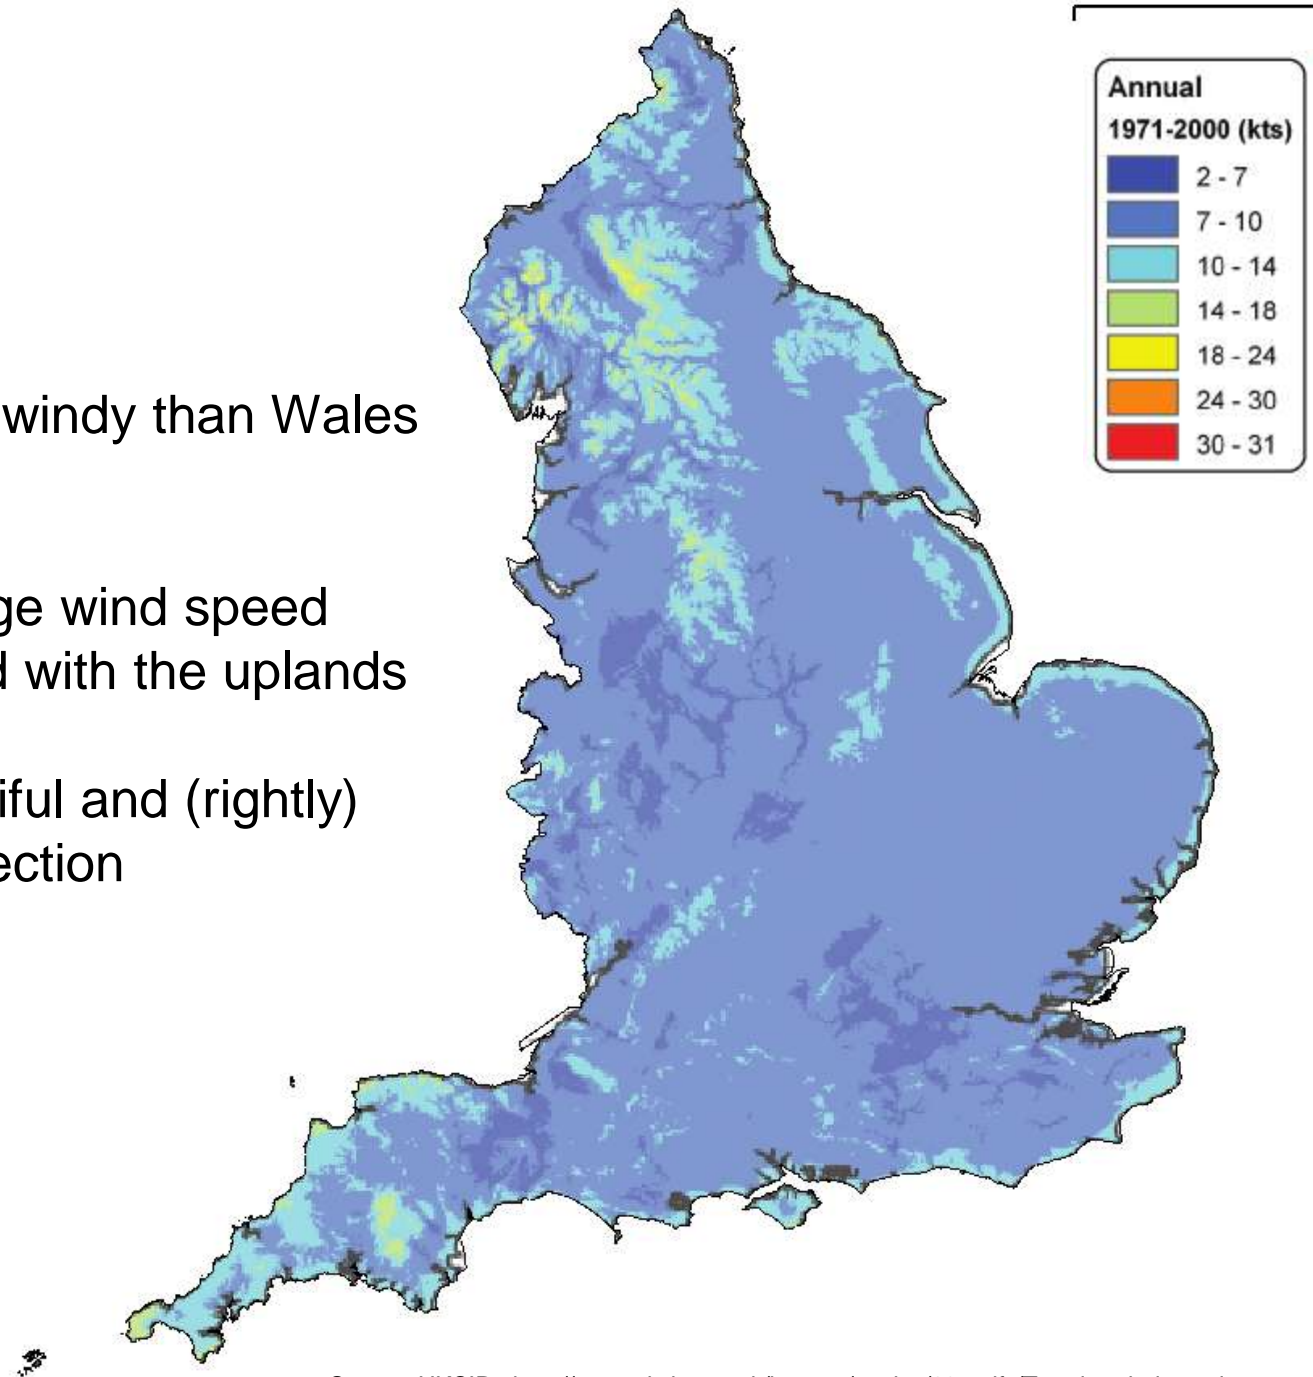 windy than Wales
ge wind speed
d with the uplands
iful and (rightly)
ection
Annual
1971-2000 (kts)
2 - 7
7 - 10
10 - 14
14 - 18
18 - 24
24 - 30
30 - 31